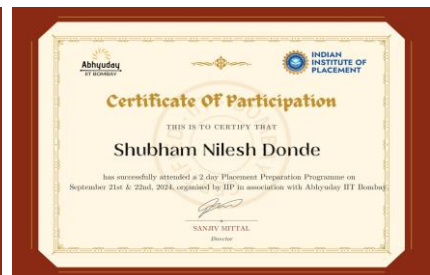 Abhyuday
IIT BOMBAY
INDIAN
INSTITUTE OF
PLACEMENT
Certificate Of Participation
THIS IS TO CERTIFY THAT
Shubham Nilesh Donde
has successfully attended a 2 day Placement Preparation Programme on
September 21st & 22nd, 2024, organised by IIP in association with Abhyuday IIT Bombay
SANJIV MITTAL
Director